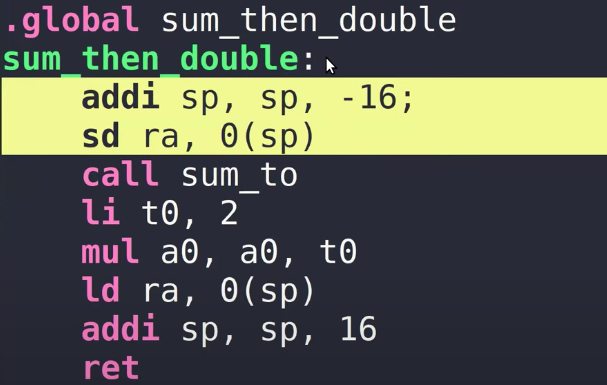 .global sum_then_double
sum_then_double:
addi sp, sp, -16;
sd ra, 0(sp)
call sum_to
li t0, 2
mul a0, a0, t0
ld ra, 0(sp)
addi sp, sp, 16
ret